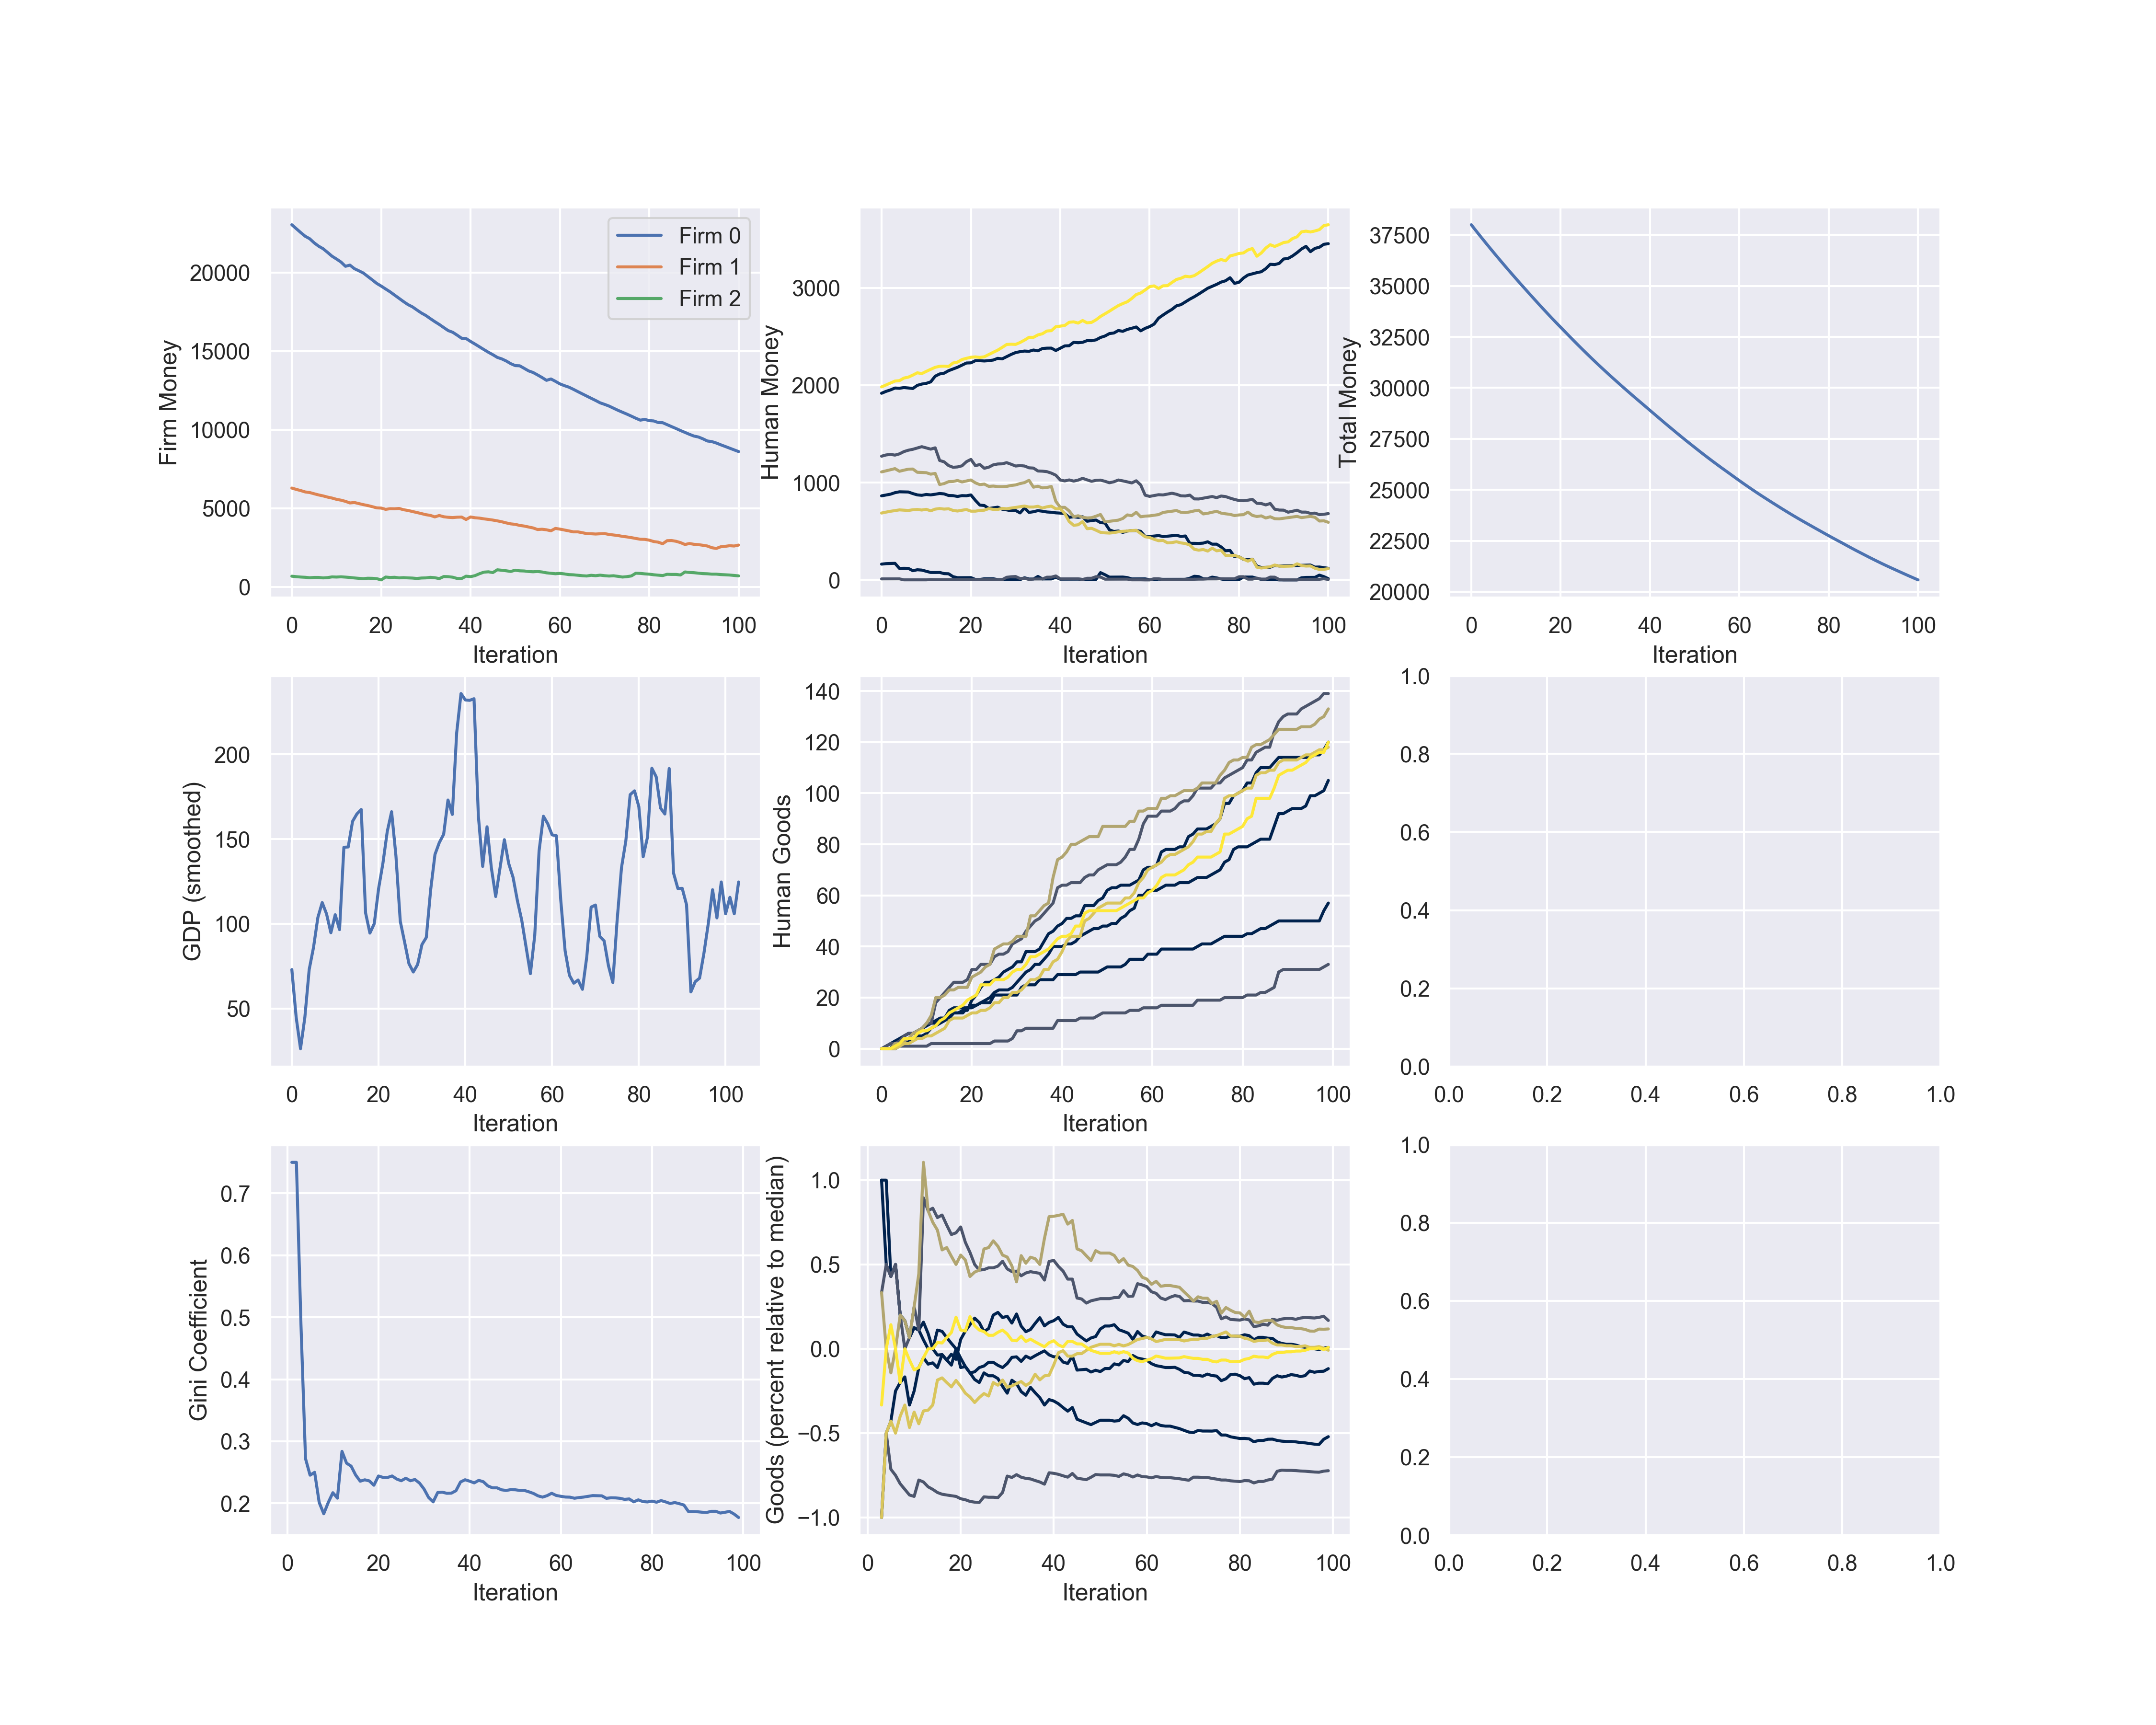 Firm Money
20000
15000
10000
5000
0
0 20 40 60 80 100
Iteration
Firm 0
Firm 1
Firm 2
Human Money
3000
2000
1000
0
0 20 40 60 80 100
Iteration
Total Money
37500
35000
32500
30000
27500
25000
22500
20000
0 20 40 60 80 100
Iteration
GDP (smoothed)
200
150
100
50
0 20 40 60 80 100
Iteration
Human Goods
140
120
100
80
60
40
20
0
0 20 40 60 80 100
Iteration
1.0
0.8
0.6
0.4
0.2
0.0
0.0 0.2 0.4 0.6 0.8 1.0
Gini Coefficient
0.7
0.6
0.5
0.4
0.3
0.2
0 20 40 60 80 100
Iteration
Goods (percent relative to median)
1.0
0.5
0.0
−0.5
−1.0
0 20 40 60 80 100
Iteration
1.0
0.8
0.6
0.4
0.2
0.0
0.0 0.2 0.4 0.6 0.8 1.0